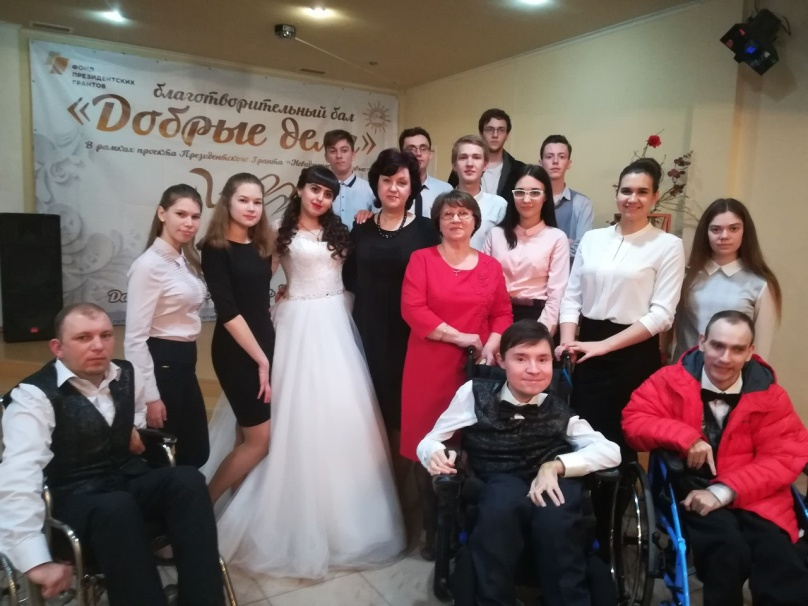 ФОНД
ПРЕЗИДЕНТСКИХ
ГРАНТОВ
благотворительный бал
«Добрые дела»
В рамках проекта Президентского Гранта